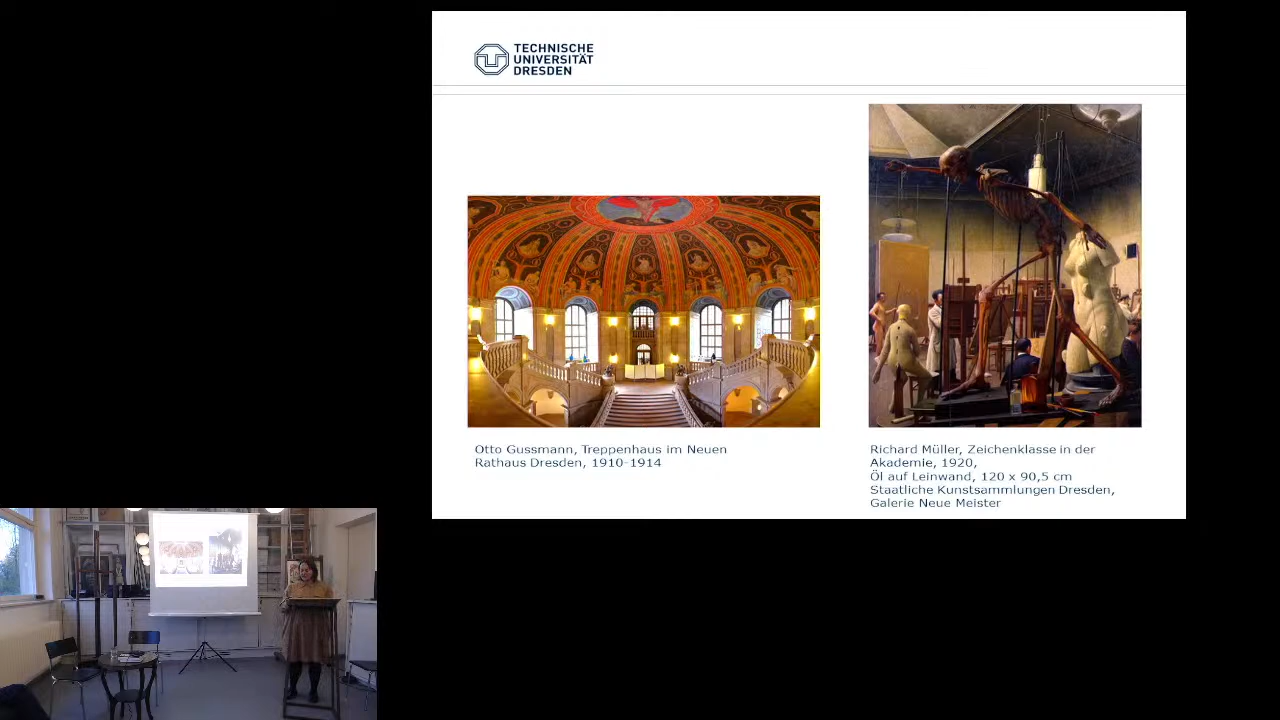 TECHNISCHE
UNIVERSITÄT
DRESDEN
Otto Gussmann, Treppenhaus im Neuen
Rathaus Dresden, 1910-1914
Richard Müller, Zeichenklasse in der
Akademie, 1920,
Öl auf Leinwand, 120 x 90,5 cm
Staatliche Kunstsammlungen Dresden,
Galerie Neue Meister